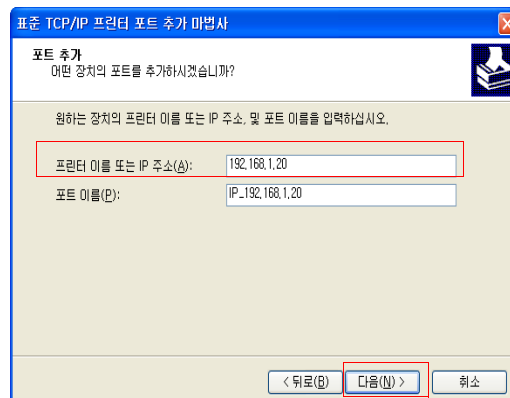 표준 TCP/IP 프린터 포트 추가 마법사
포트 추가
어떤 장치의 포트를 추가하시겠습니까?
원하는 장치의 프린터 이름 또는 IP 주소, 및 포트 이름을 입력하십시오.
프린터 이름 또는 IP 주소(A): 192,168,1,20
포트 이름(P): IP_192,168,1,20
< 뒤로(B) 다음(N) > 취소